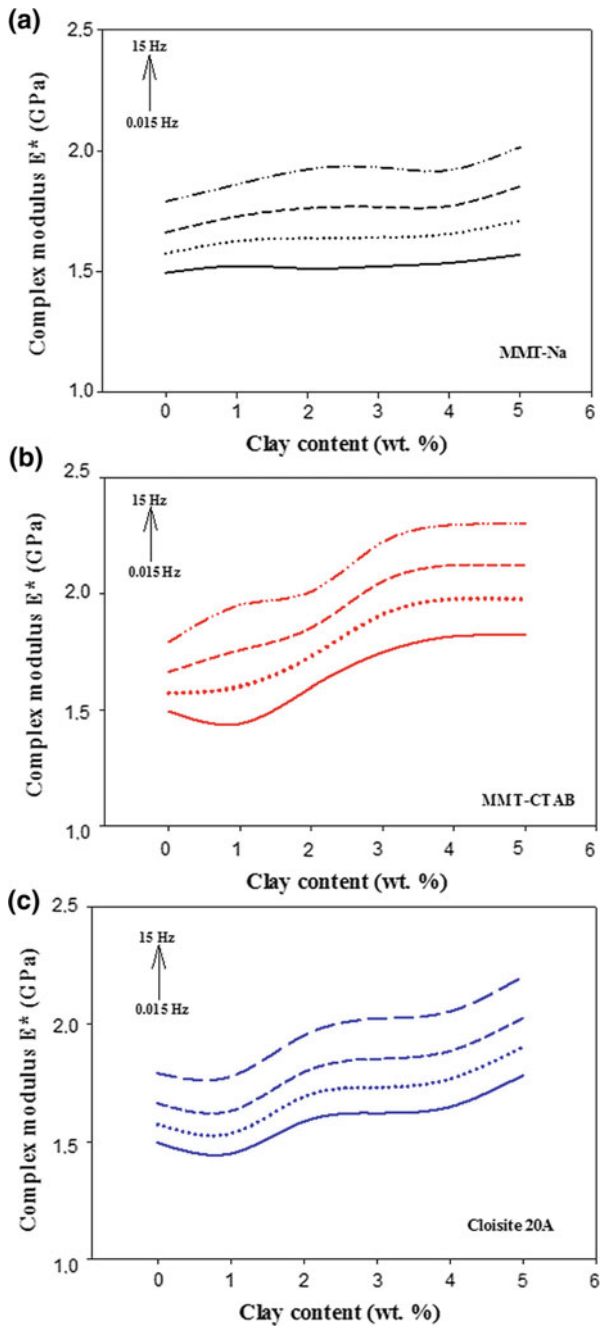 (a)
2.5
15 Hz
0.015 Hz
2.0
1.5
1.0
Complex modulus E* (GPa)
MMT-Na
0 1 2 3 4 5 6
Clay content (wt. %)
(b)
2.5
15 Hz
0.015 Hz
2.0
1.5
1.0
Complex modulus E* (GPa)
MMT-CTAB
0 1 2 3 4 5 6
Clay content (wt. %)
(c)
2.5
15 Hz
0.015 Hz
2.0
1.5
1.0
Complex modulus E* (GPa)
Cloisite 20A
0 1 2 3 4 5 6
Clay content (wt. %)